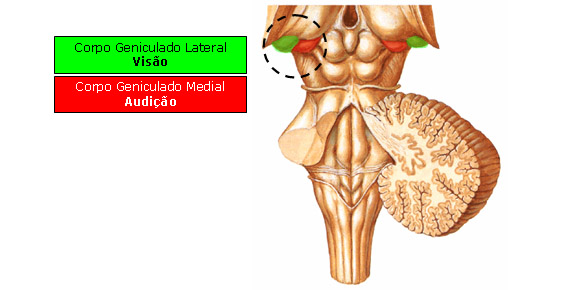 Corpo Geniculado Lateral
Visão
Corpo Geniculado Medial
Audição